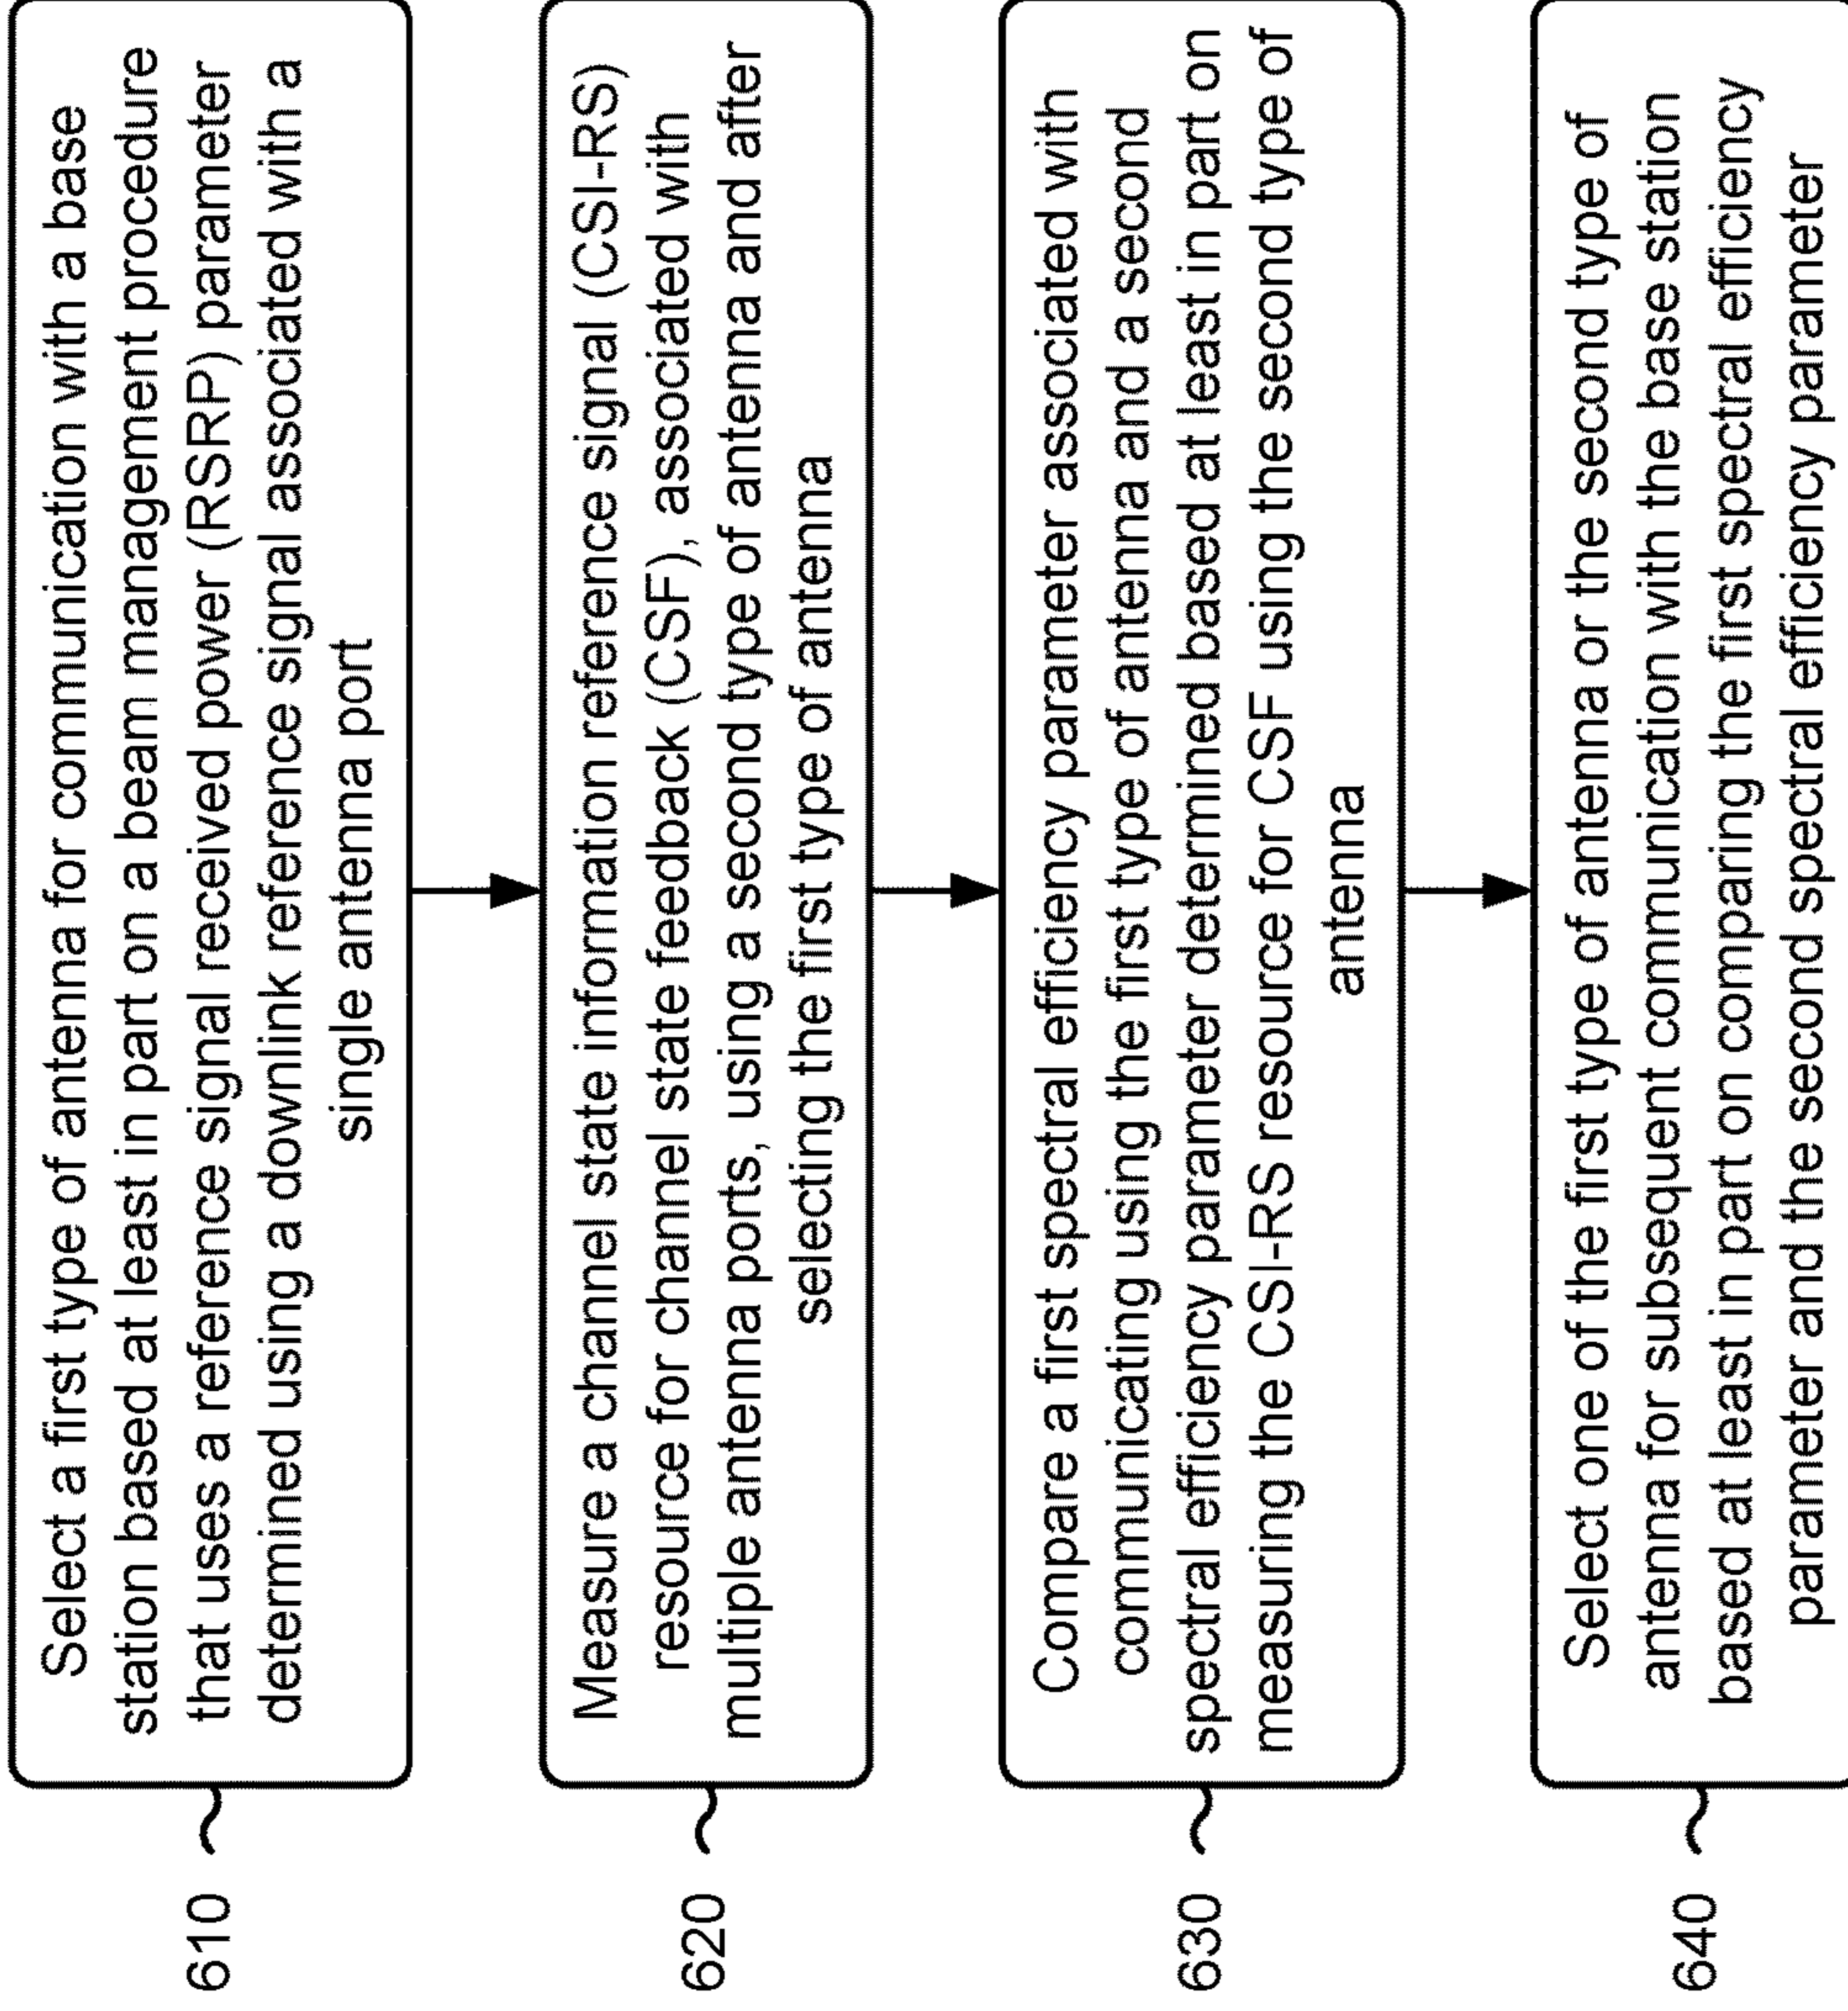 610
Select a first type of antenna for communication with a base
station based at least in part on a beam management procedure
that uses a reference signal received power (RSRP) parameter
determined using a downlink reference signal associated with a
single antenna port
620
Measure a channel state information reference signal (CSI-RS)
resource for channel state feedback (CSF), associated with
multiple antenna ports, using a second type of antenna and after
selecting the first type of antenna
630
Compare a first spectral efficiency parameter associated with
communicating using the first type of antenna and a second
spectral efficiency parameter determined based at least in part on
measuring the CSI-RS resource for CSF using the second type of
antenna
640
Select one of the first type of antenna or the second type of
antenna for subsequent communication with the base station
based at least in part on comparing the first spectral efficiency
parameter and the second spectral efficiency parameter